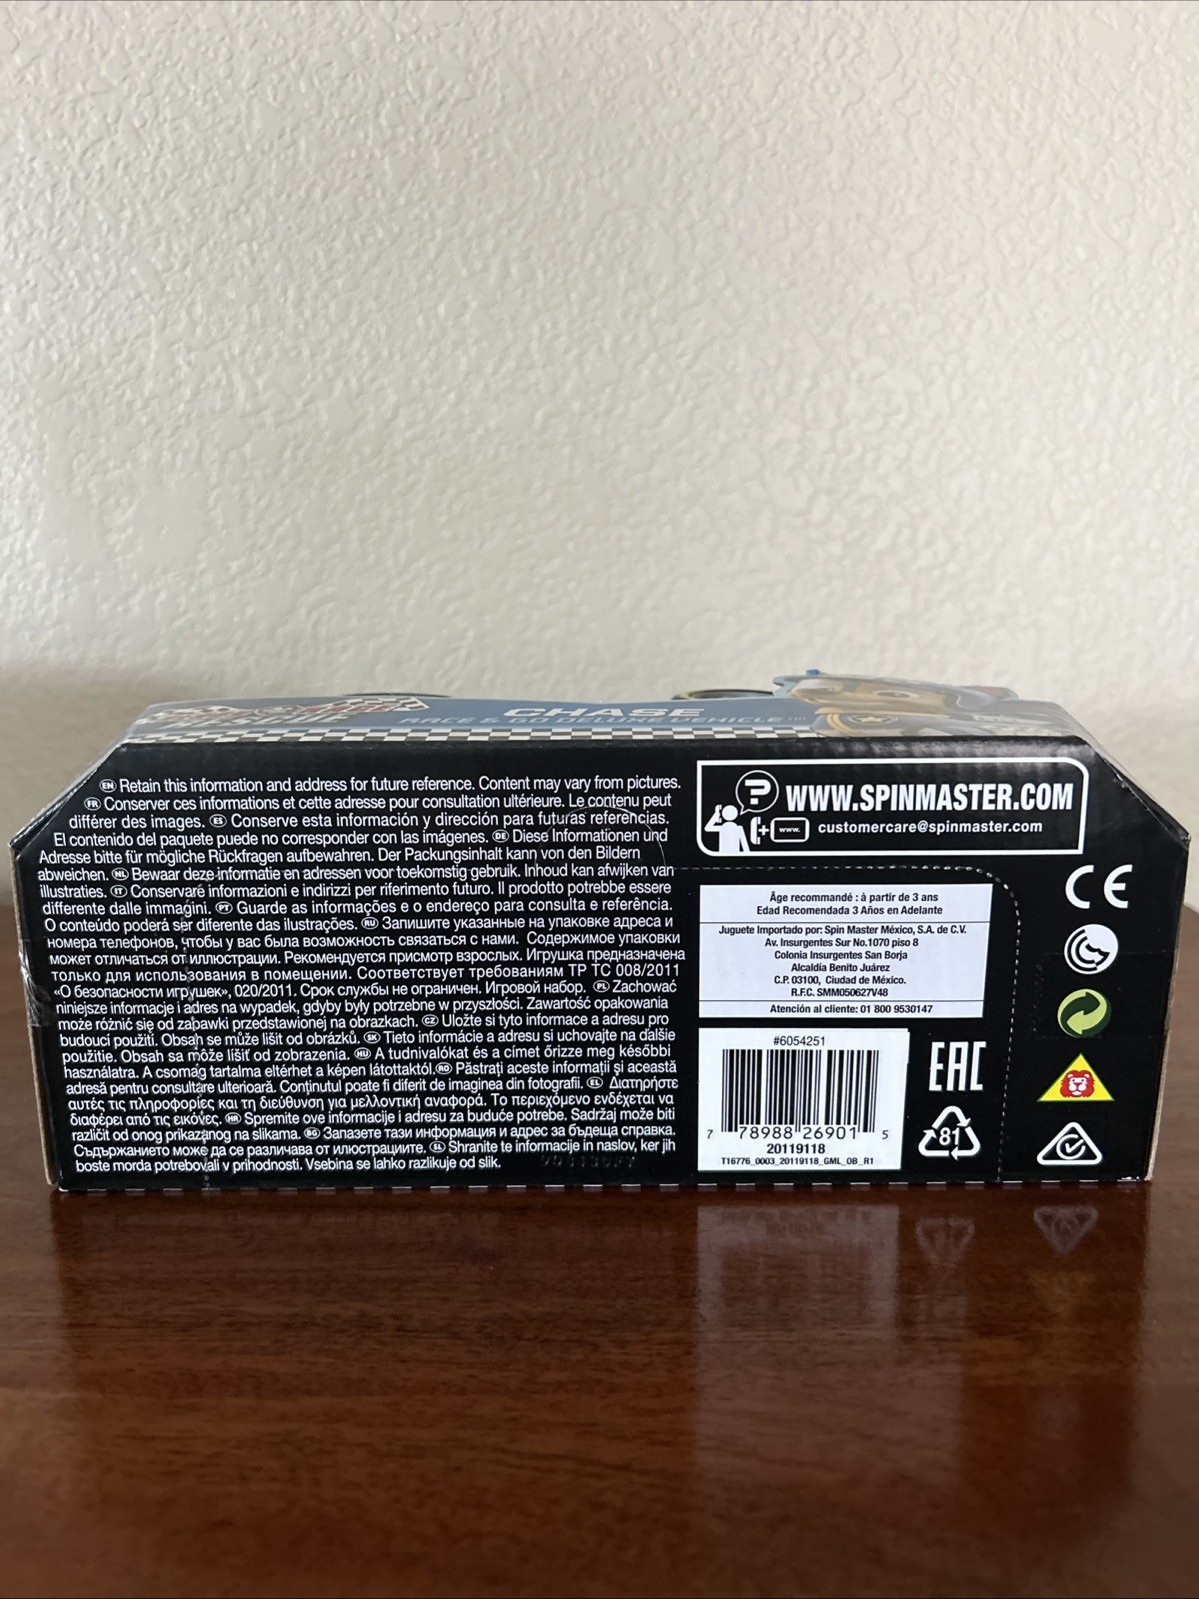 RESCUE
CHASE
RACE & GO DELUXE VEHICLE™
EN Retain this information and address for future reference. Content may vary from pictures.
FR Conserver ces informations et cette adresse pour consultation ultérieure. Le contenu peut
différer des images. ES Conserve esta información y dirección para futuras referencias.
El contenido del paquete puede no corresponder con las imágenes. DE Diese Informationen und
Adresse bitte für mögliche Rückfragen aufbewahren. Der Packungsinhalt kann von den Bildern
abweichen. NL Bewaar deze informatie en adressen voor toekomstig gebruik. Inhoud kan afwijken van
illustraties. IT Conservare informazioni e indirizzi per riferimento futuro. Il prodotto potrebbe essere
differente dalle immagini. PT Guarde as informações e o endereço para consulta e referência.
O conteúdo poderá ser diferente das ilustrações. RU Запишите указанные на упаковке адреса и
номера телефонов, чтобы у вас была возможность связаться с нами. Содержимое упаковки
может отличаться от иллюстрации. Рекомендуется присмотр взрослых. Игрушка предназначена
только для использования в помещении. Соответствует требованиям ТР ТС 008/2011
«О безопасности игрушек», 020/2011. Срок службы не ограничен. Игровой набор. PL Zachować
niniejsze informacje i adres na wypadek, gdyby były potrzebne w przyszłości. Zawartość opakowania
może różnić się od zabawki przedstawionej na obrazkach. CZ Uložte si tyto informace a adresu pro
budoucí použití. Obsah se může lišit od obrázků. SK Tieto informácie a adresu si uchovajte na ďalšie
použitie. Obsah sa môže líšiť od zobrazenia. HU A tudnivalókat és a címet őrizze meg későbbi
használatra. A csomag tartalma eltérhet a képen látottaktól. RO Păstrați aceste informații și această
adresă pentru consultare ulterioară. Conținutul poate fi diferit de imaginea din fotografii. EL Διατηρήστε
αυτές τις πληροφορίες και τη διεύθυνση για μελλοντική αναφορά. Το περιεχόμενο ενδέχεται να
διαφέρει από τις εικόνες. HR Spremite ove informacije i adresu za buduće potrebe. Sadržaj može biti
različit od onog prikazanog na slikama. BG Запазете тази информация и адрес за бъдеща справка.
Съдържанието може да се различава от илюстрациите. SL Shranite te informacije in naslov, ker jih
boste morda potrebovali v prihodnosti. Vsebina se lahko razlikuje od slik.
?
WWW.SPINMASTER.COM
www. customercare@spinmaster.com
CE
Âge recommandé : à partir de 3 ans
Edad Recomendada 3 Años en Adelante
Juguete Importado por: Spin Master México, S.A. de C.V.
Av. Insurgentes Sur No.1070 piso 8
Colonia Insurgentes San Borja
Alcaldía Benito Juárez
C.P. 03100, Ciudad de México.
R.F.C. SMM050627V48
Atención al cliente: 01 800 9530147
#6054251
7 78988 26901 5
20119118
T16776_0003_20119118_GML_0B_R1
EAC
81